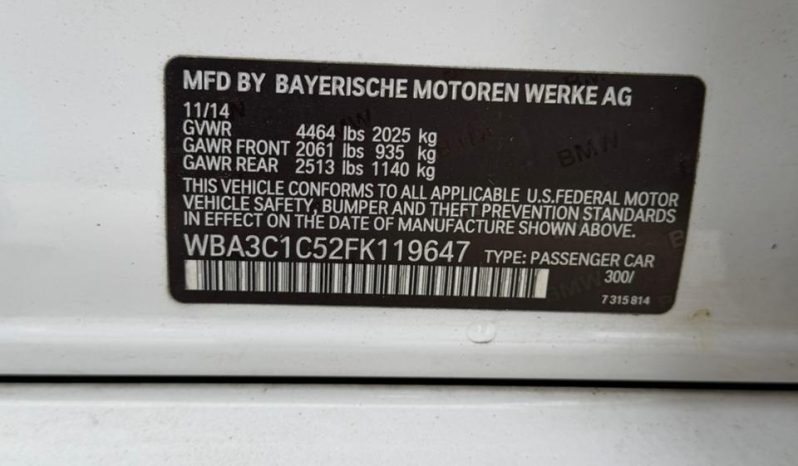 MFD BY BAYERISCHE MOTOREN WERKE AG
11/14
GVWR 4464 lbs 2025 kg
GAWR FRONT 2061 lbs 935 kg
GAWR REAR 2513 lbs 1140 kg
THIS VEHICLE CONFORMS TO ALL APPLICABLE U.S.FEDERAL MOTOR
VEHICLE SAFETY, BUMPER AND THEFT PREVENTION STANDARDS
IN EFFECT ON THE DATE OF MANUFACTURE SHOWN ABOVE.
WBA3C1C52FK119647 TYPE: PASSENGER CAR
300/
7 315 814
BMW
BMW
BMW